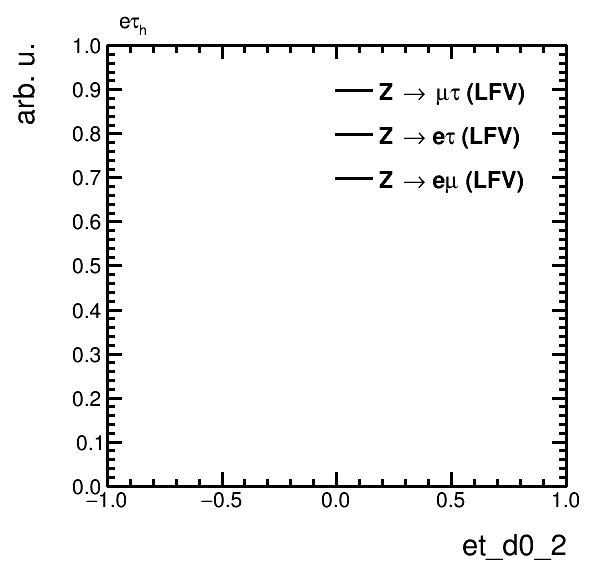 eτh
arb. u.
1.0
0.9
0.8
0.7
0.6
0.5
0.4
0.3
0.2
0.1
0.0
Z → μτ (LFV)
Z → eτ (LFV)
Z → eμ (LFV)
−1.0 −0.5 0.0 0.5 1.0
et_d0_2